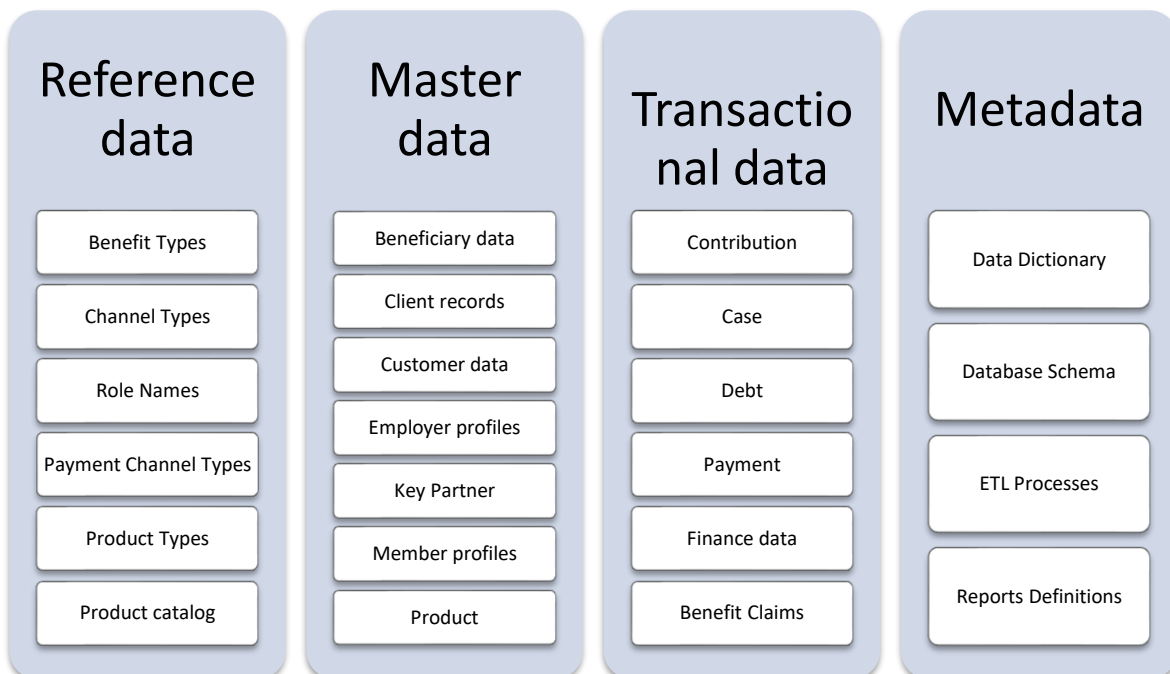 Reference
data
Benefit Types
Channel Types
Role Names
Payment Channel Types
Product Types
Product catalog
Master
data
Beneficiary data
Client records
Customer data
Employer profiles
Key Partner
Member profiles
Product
Transactio
nal data
Contribution
Case
Debt
Payment
Finance data
Benefit Claims
Metadata
Data Dictionary
Database Schema
ETL Processes
Reports Definitions